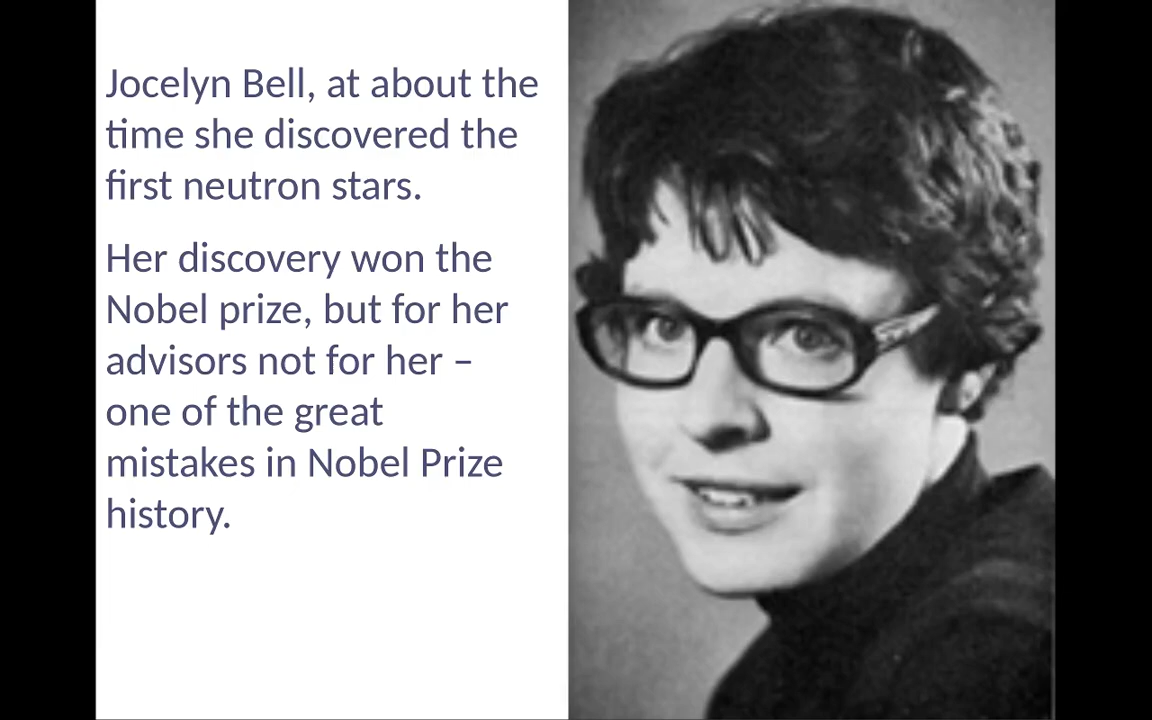 Jocelyn Bell, at about the
time she discovered the
first neutron stars.
Her discovery won the
Nobel prize, but for her
advisors not for her –
one of the great
mistakes in Nobel Prize
history.